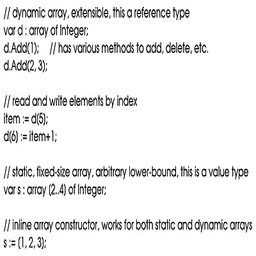 // dynamic array, extensible, this a reference type
var d : array of Integer;
d.Add(1);    // has various methods to add, delete, etc.
d.Add(2, 3);

// read and write elements by index
item := d(5);
d(6) := item+1;

// static, fixed-size array, arbitrary lower-bound, this is a value type
var s : array (2..4) of Integer;

// inline array constructor, works for both static and dynamic arrays
s := (1, 2, 3);